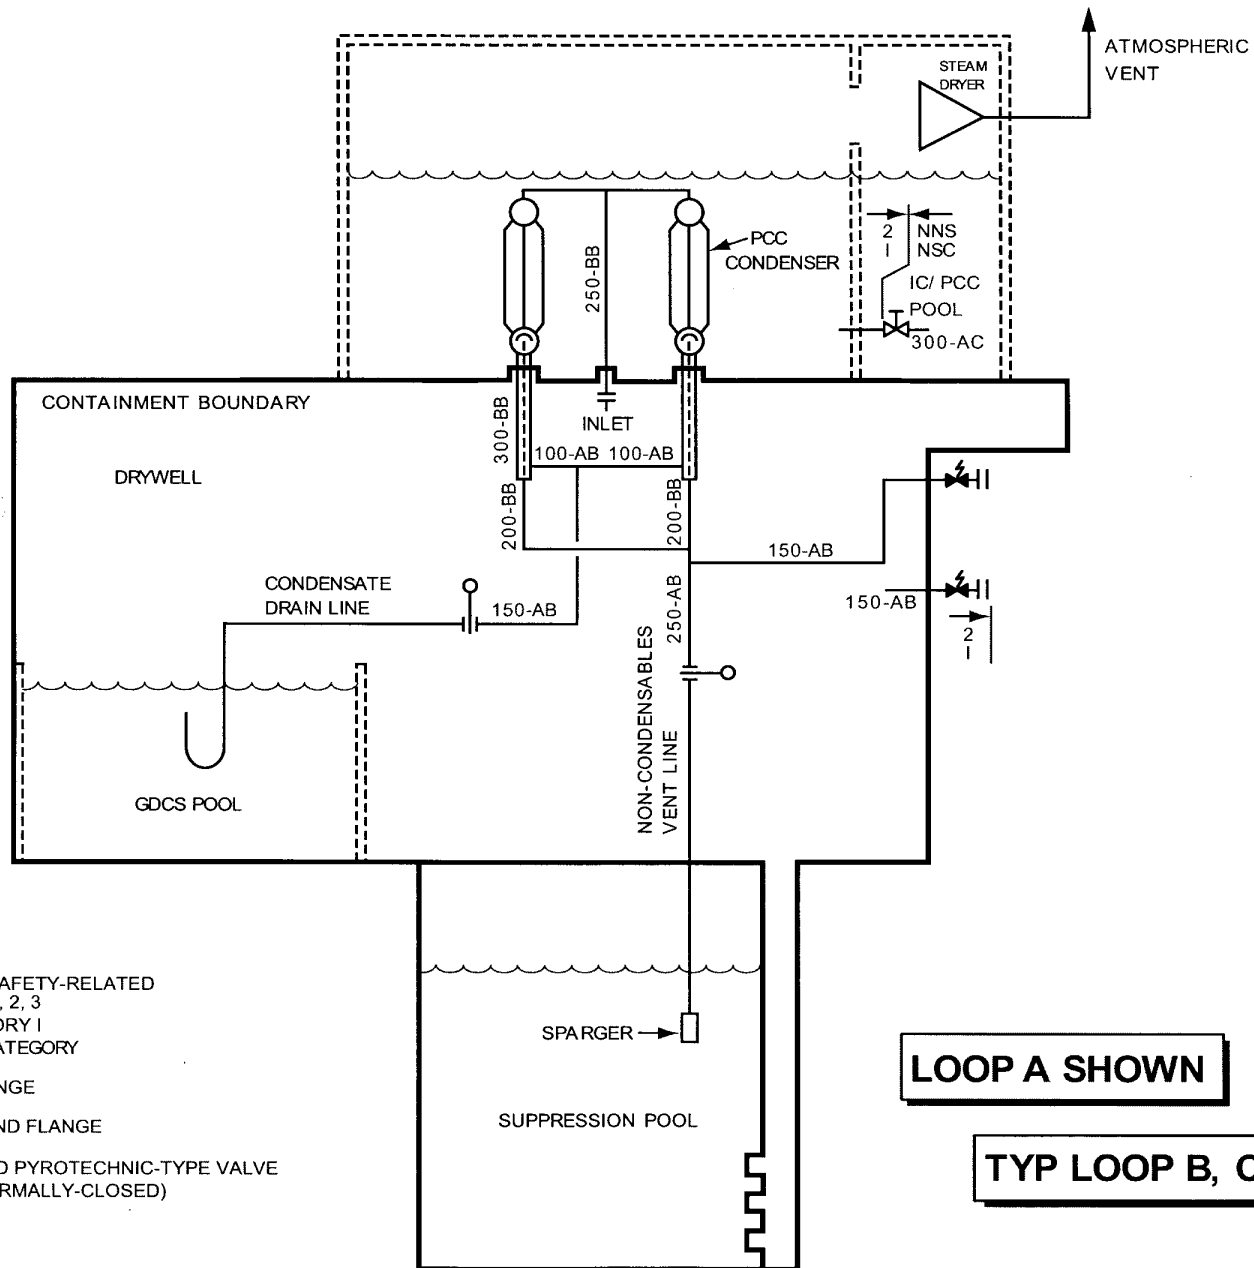 ATMOSPHERIC
VENT
STEAM
DRYER
2
I
NNS
NSC
PCC
CONDENSER
250-BB
IC/ PCC
POOL
300-AC
CONTAINMENT BOUNDARY
INLET
300-BB
100-AB 100-AB
DRYWELL
200-BB
200-BB
150-AB
CONDENSATE
DRAIN LINE
150-AB
250-AB
150-AB
2
I
NON-CONDENSABLES
VENT LINE
GDCS POOL
AFETY-RELATED
, 2, 3
ORY I
ATEGORY
NGE
ND FLANGE
D PYROTECHNIC-TYPE VALVE
RMALLY-CLOSED)
SPARGER
SUPPRESSION POOL
LOOP A SHOWN
TYP LOOP B, C